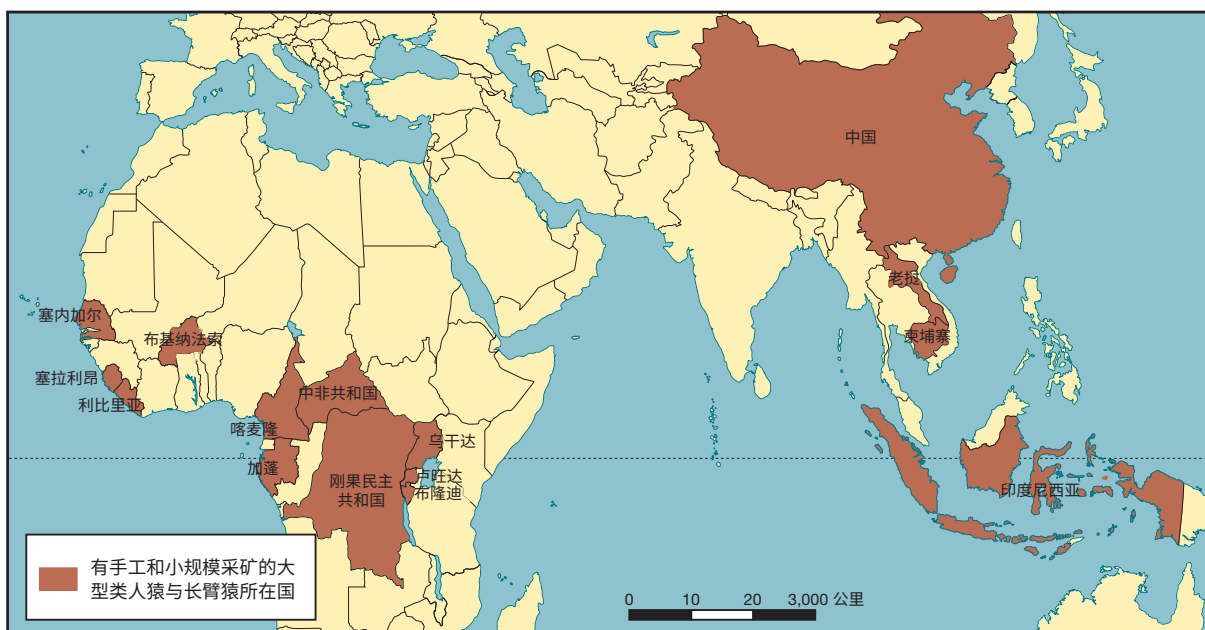 中国
老挝
柬埔寨
塞内加尔
布基纳法索
塞拉利昂
利比里亚
中非共和国
喀麦隆
乌干达
加蓬
刚果民主
共和国
卢旺达
布隆迪
印度尼西亚
有手工和小规模采矿的大
型类人猿与长臂猿所在国
0 10 20 3,000 公里